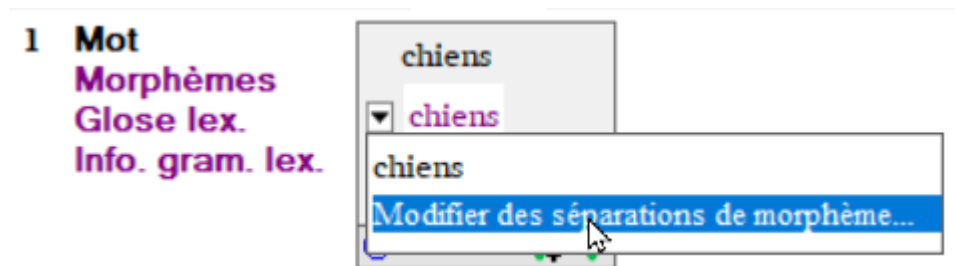 1 Mot chiens
Morphèmes chiens
Glose lex.
Info. gram. lex.
chiens
Modifier des séparations de morphème...